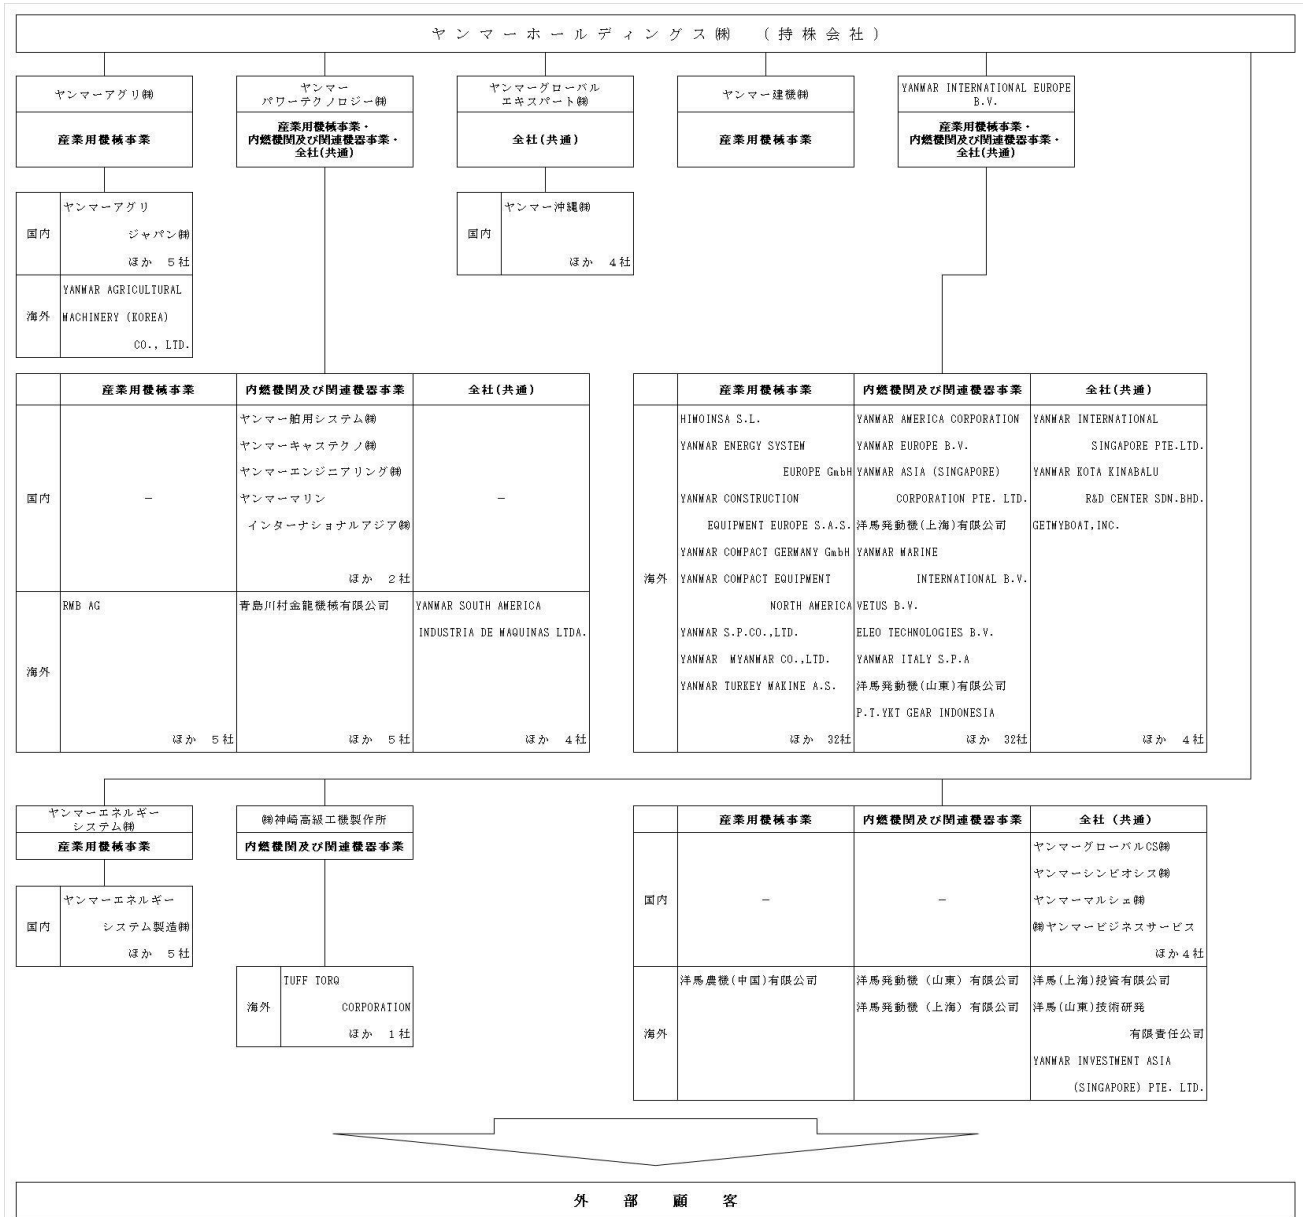 ヤンマーホールディングス㈱ （持株会社）
ヤンマーアグリ㈱
産業用機械事業
ヤンマー
パワーテクノロジー㈱
産業用機械事業・
内燃機関及び関連機器事業・
全社(共通)
ヤンマーグローバル
エキスパート㈱
全社(共通)
ヤンマー建機㈱
産業用機械事業
YANMAR INTERNATIONAL EUROPE
B.V.
産業用機械事業・
内燃機関及び関連機器事業・
全社(共通)
国内
ヤンマーアグリ
ジャパン㈱
ほか 5社
海外
YANMAR AGRICULTURAL
MACHINERY (KOREA)
CO., LTD.
国内
ヤンマー沖縄㈱
ほか 4社
産業用機械事業
内燃機関及び関連機器事業
全社(共通)
国内
－
ヤンマー舶用システム㈱
ヤンマーキャステクノ㈱
ヤンマーエンジニアリング㈱
ヤンマーマリン
インターナショナルアジア㈱
ほか 2社
－
海外
RMB AG
ほか 5社
青島川村金龍機械有限公司
ほか 5社
YANMAR SOUTH AMERICA
INDUSTRIA DE MAQUINAS LTDA.
ほか 4社
産業用機械事業
内燃機関及び関連機器事業
全社(共通)
海外
HIMOINSA S.L.
YANMAR ENERGY SYSTEM
EUROPE GmbH
YANMAR CONSTRUCTION
EQUIPMENT EUROPE S.A.S.
YANMAR COMPACT GERMANY GmbH
YANMAR COMPACT EQUIPMENT
NORTH AMERICA
YANMAR S.P.CO.,LTD.
YANMAR MYANMAR CO.,LTD.
YANMAR TURKEY MAKINE A.S.
ほか 32社
YANMAR AMERICA CORPORATION
YANMAR EUROPE B.V.
YANMAR ASIA (SINGAPORE)
CORPORATION PTE. LTD.
洋馬発動機(上海)有限公司
YANMAR MARINE
INTERNATIONAL B.V.
VETUS B.V.
ELEO TECHNOLOGIES B.V.
YANMAR ITALY S.P.A
洋馬発動機(山東)有限公司
P.T.YKT GEAR INDONESIA
ほか 32社
YANMAR INTERNATIONAL
SINGAPORE PTE.LTD.
YANMAR KOTA KINABALU
R&D CENTER SDN.BHD.
GETMYBOAT,INC.
ほか 4社
ヤンマーエネルギー
システム㈱
産業用機械事業
国内
ヤンマーエネルギー
システム製造㈱
ほか 5社
㈱神崎高級工機製作所
内燃機関及び関連機器事業
海外
TUFF TORQ
CORPORATION
ほか 1社
産業用機械事業
内燃機関及び関連機器事業
全社（共通）
国内
－
－
ヤンマーグローバルCS㈱
ヤンマーシンビオシス㈱
ヤンマーマルシェ㈱
㈱ヤンマービジネスサービス
ほか４社
海外
洋馬農機(中国)有限公司
洋馬発動機（山東）有限公司
洋馬発動機（上海）有限公司
洋馬(上海)投資有限公司
洋馬(山東)技術研発
有限責任公司
YANMAR INVESTMENT ASIA
(SINGAPORE) PTE. LTD.
外部顧客